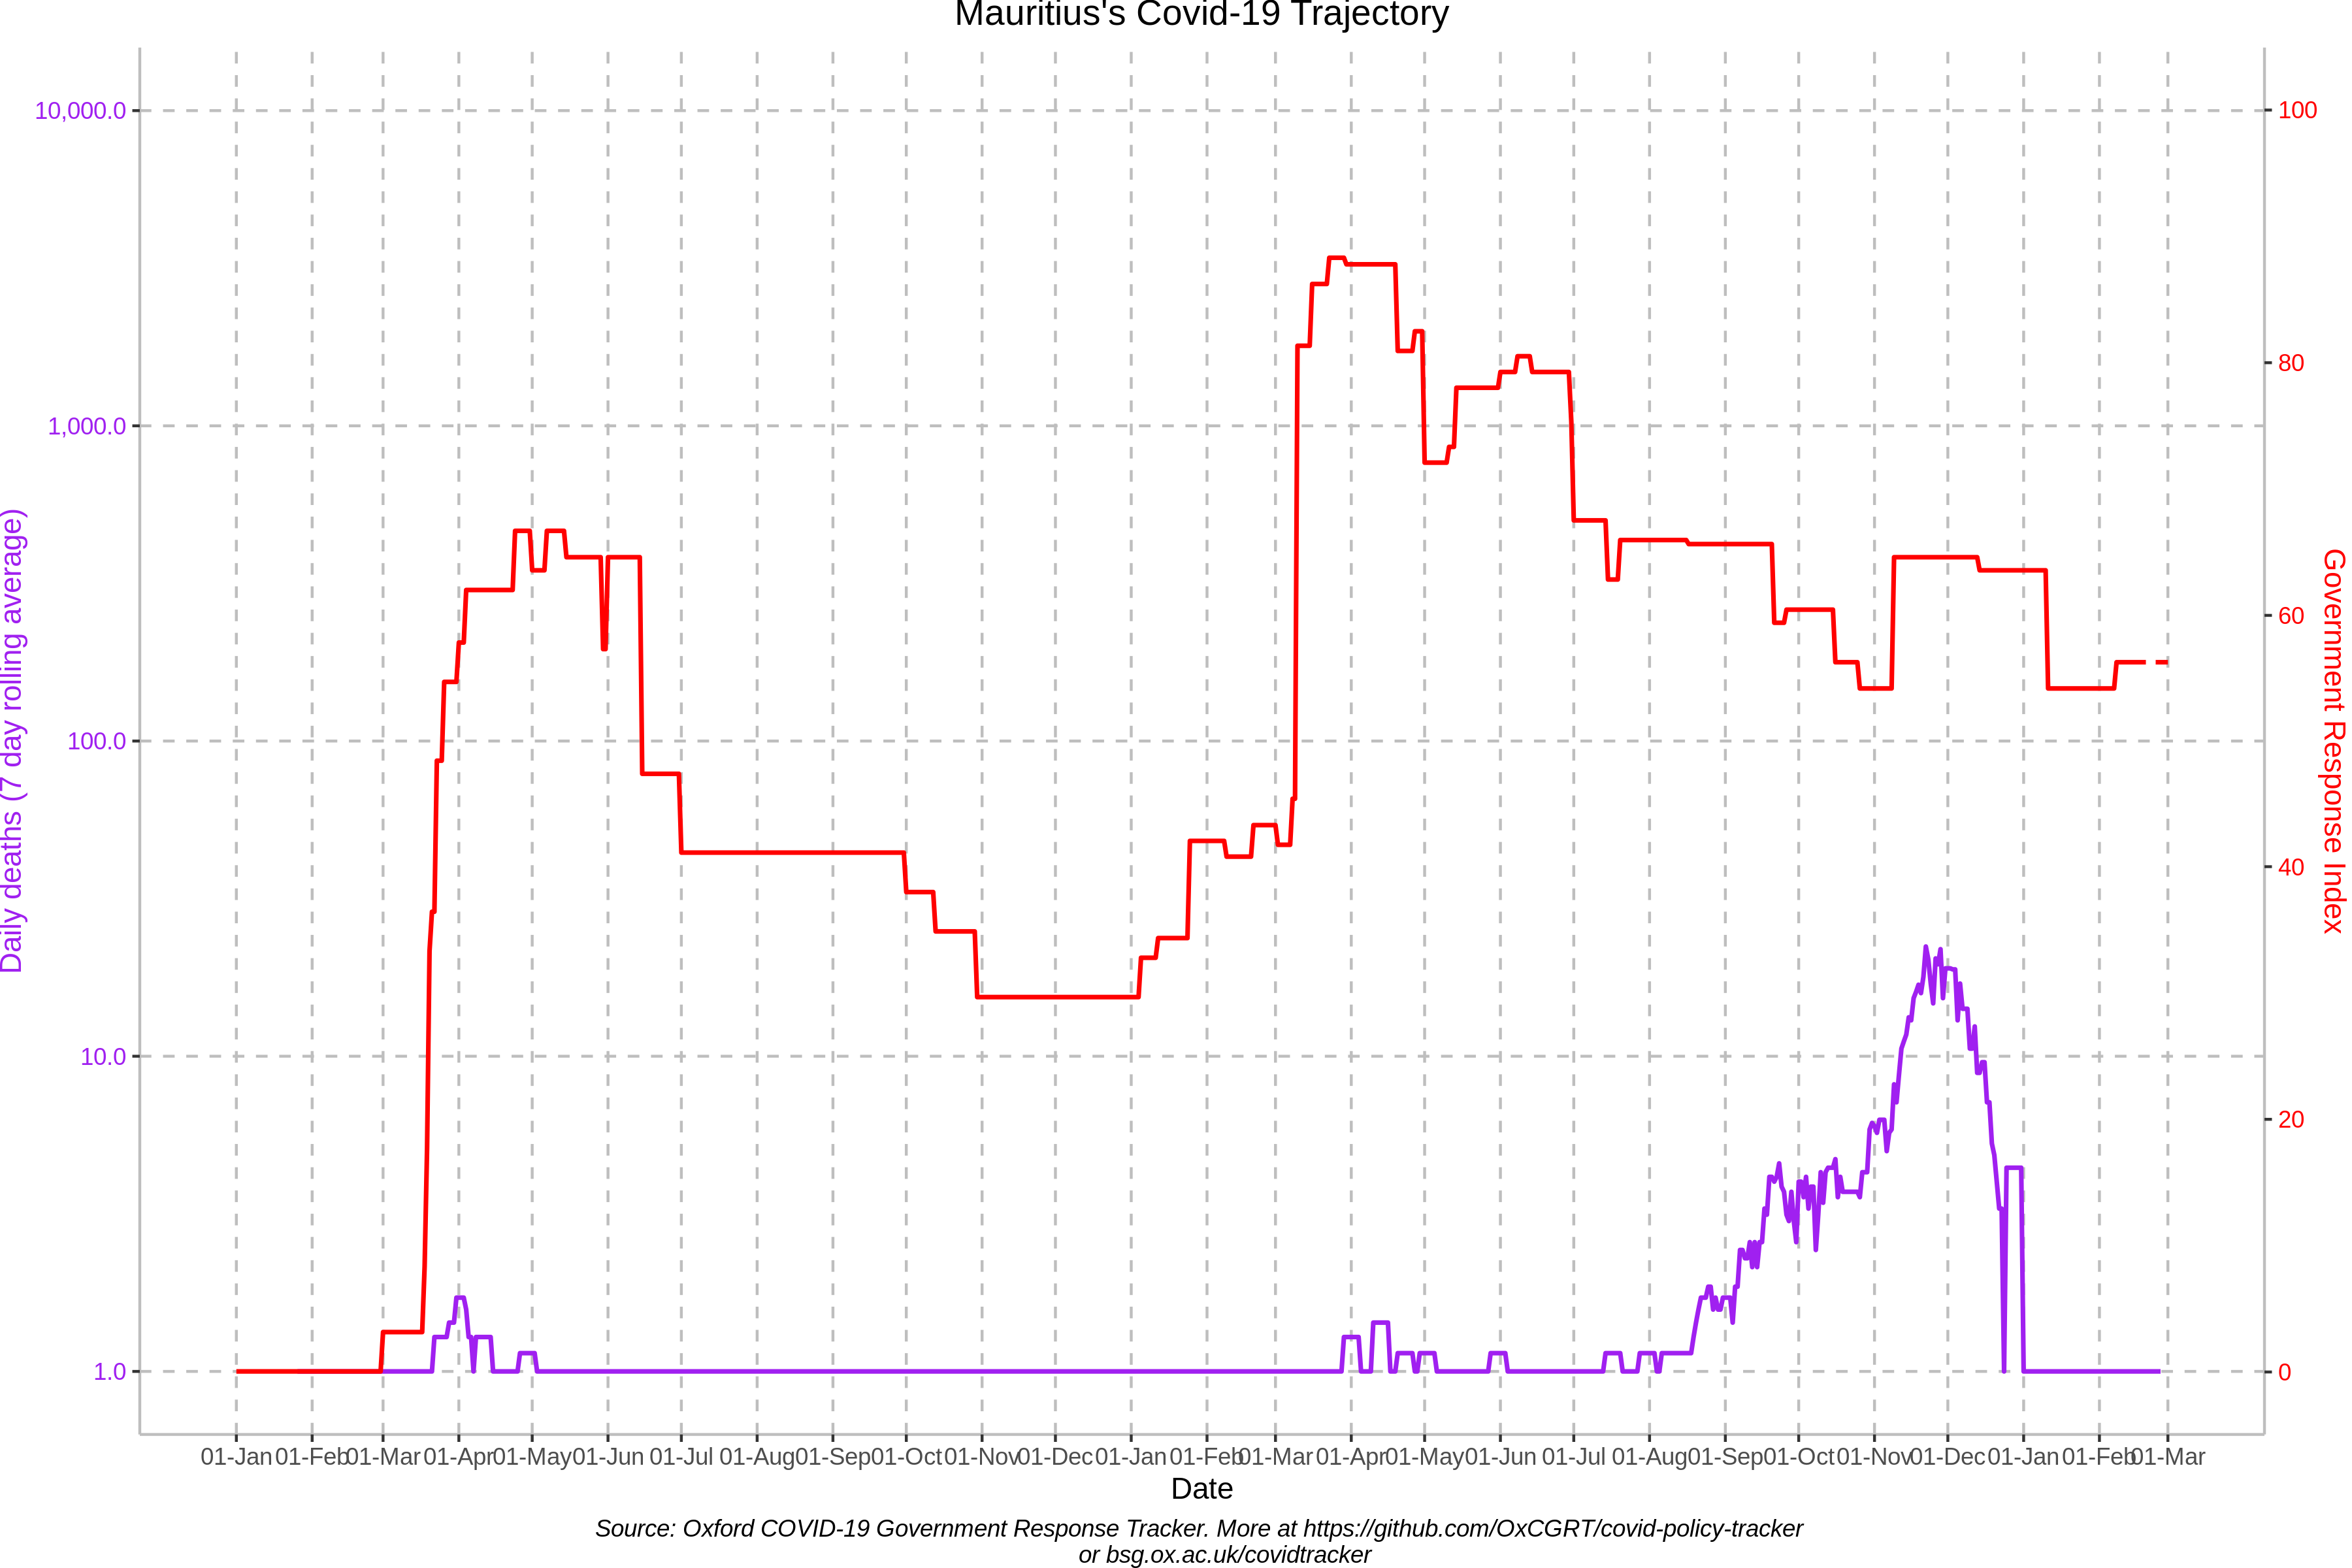 Mauritius's Covid-19 Trajectory
10,000.0
1,000.0
100.0
10.0
1.0
Daily deaths (7 day rolling average)
100
80
60
40
20
0
Government Response Index
01-Jan 01-Feb 01-Mar 01-Apr 01-May 01-Jun 01-Jul 01-Aug 01-Sep 01-Oct 01-Nov 01-Dec 01-Jan 01-Feb 01-Mar 01-Apr 01-May 01-Jun 01-Jul 01-Aug 01-Sep 01-Oct 01-Nov 01-Dec 01-Jan 01-Feb 01-Mar
Date
Source: Oxford COVID-19 Government Response Tracker. More at https://github.com/OxCGRT/covid-policy-tracker
or bsg.ox.ac.uk/covidtracker